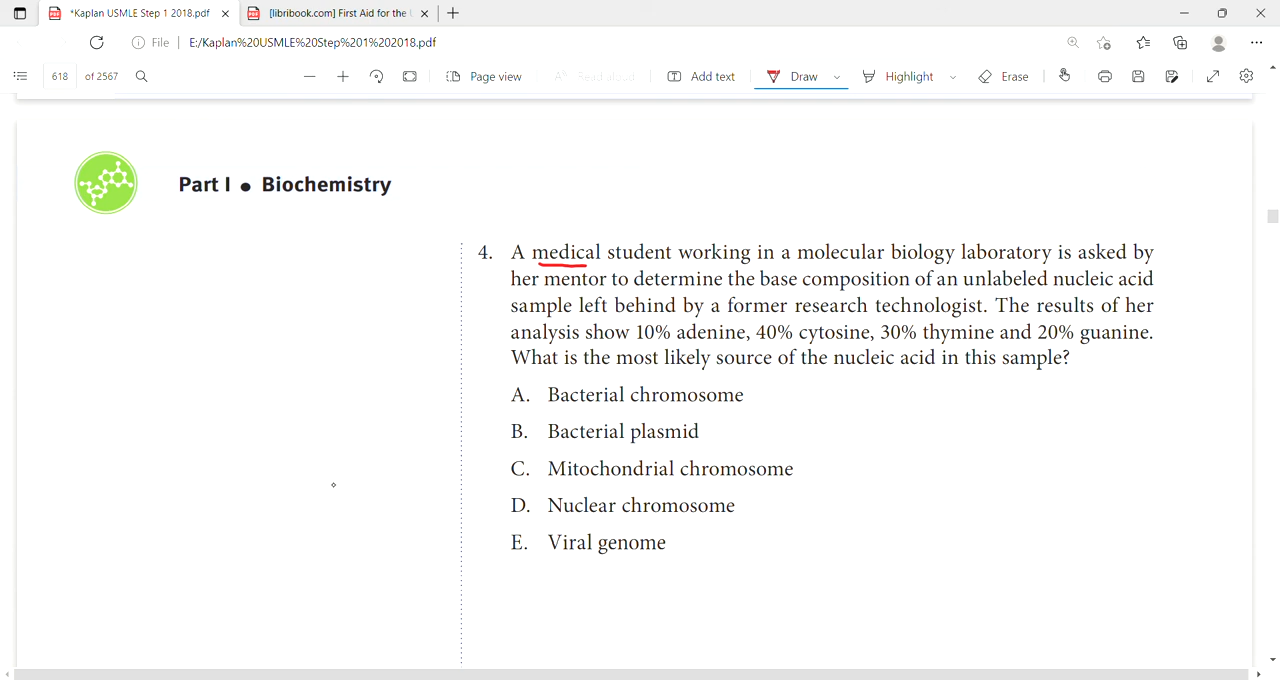 *Kaplan USMLE Step 1 2018.pdf
[libribook.com] First Aid for the
File
E:/Kaplan%20USMLE%20Step%201%202018.pdf
618 of 2567
Page view
Read aloud
Add text
Draw
Highlight
Erase
Part I ● Biochemistry
4. A medical student working in a molecular biology laboratory is asked by
her mentor to determine the base composition of an unlabeled nucleic acid
sample left behind by a former research technologist. The results of her
analysis show 10% adenine, 40% cytosine, 30% thymine and 20% guanine.
What is the most likely source of the nucleic acid in this sample?
A. Bacterial chromosome
B. Bacterial plasmid
C. Mitochondrial chromosome
D. Nuclear chromosome
E. Viral genome